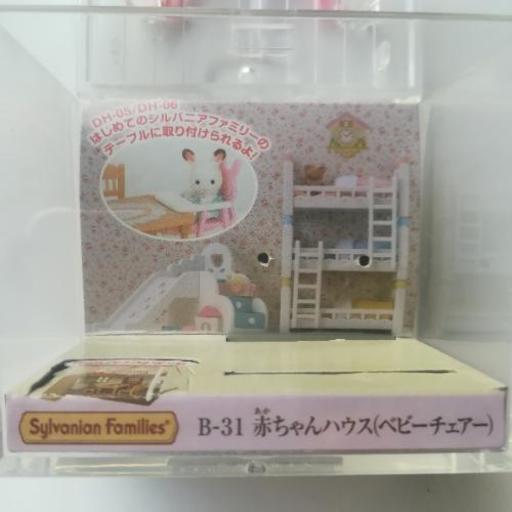 DH-05/DH-06
はじめてのシルバニアファミリーの
テーブルに取り付けられるよ!
Sylvanian Families
B-31 赤ちゃんハウス(ベビーチェアー)
あか